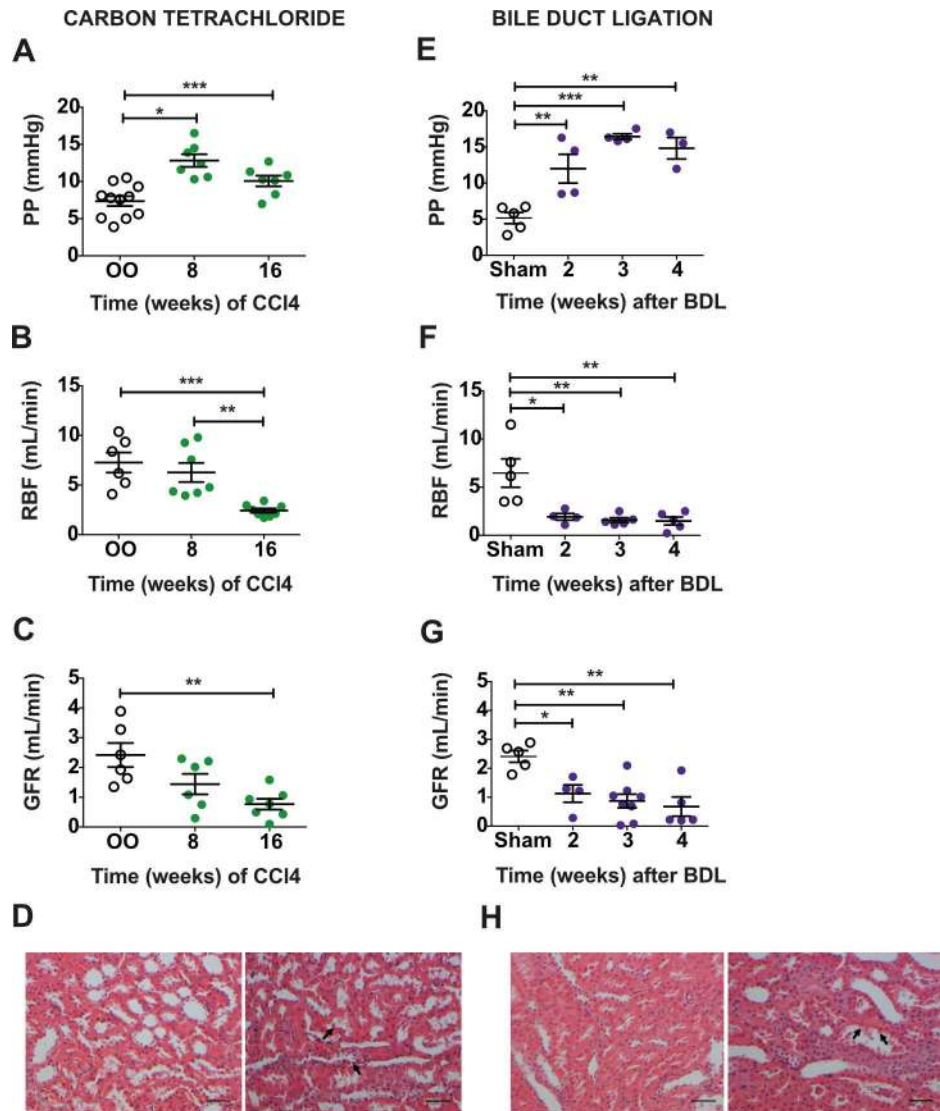 CARBON TETRACHLORIDE
A
***
*
20
15
10
5
0
PP (mmHg)
OO 8 16
Time (weeks) of CCl4
B
***
**
15
10
5
0
RBF (mL/min)
OO 8 16
Time (weeks) of CCl4
C
**
5
4
3
2
1
0
GFR (mL/min)
OO 8 16
Time (weeks) of CCl4
D
BILE DUCT LIGATION
E
**
***
**
20
15
10
5
0
PP (mmHg)
Sham 2 3 4
Time (weeks) after BDL
F
**
**
*
15
10
5
0
RBF (mL/min)
Sham 2 3 4
Time (weeks) after BDL
G
**
**
*
5
4
3
2
1
0
GFR (mL/min)
Sham 2 3 4
Time (weeks) after BDL
H